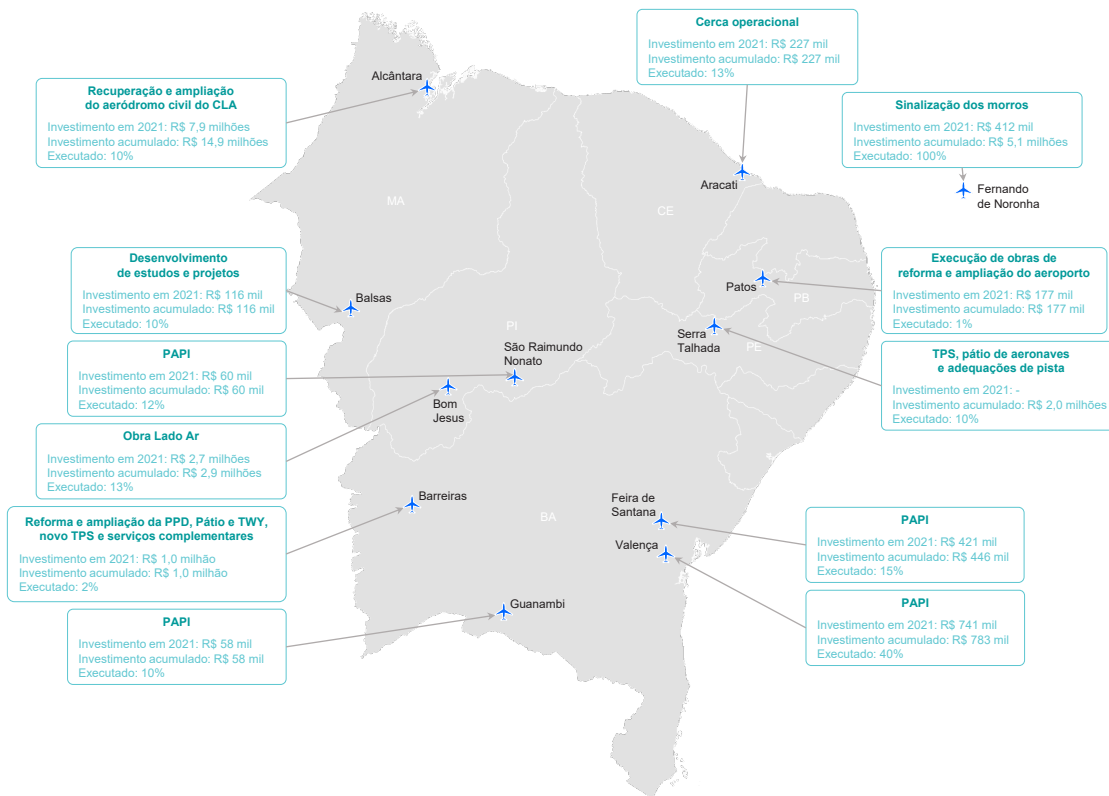 Cerca operacional
Investimento em 2021: R$ 227 mil
Investimento acumulado: R$ 227 mil
Executado: 13%
Alcântara
Recuperação e ampliação
do aeródromo civil do CLA
Investimento em 2021: R$ 7,9 milhões
Investimento acumulado: R$ 14,9 milhões
Executado: 10%
Sinalização dos morros
Investimento em 2021: R$ 412 mil
Investimento acumulado: R$ 5,1 milhões
Executado: 100%
Aracati
Fernando
de Noronha
MA
CE
Desenvolvimento
de estudos e projetos
Investimento em 2021: R$ 116 mil
Investimento acumulado: R$ 116 mil
Executado: 10%
Balsas
Patos
PB
Execução de obras de
reforma e ampliação do aeroporto
Investimento em 2021: R$ 177 mil
Investimento acumulado: R$ 177 mil
Executado: 1%
PI
Serra
Talhada
PE
São Raimundo
Nonato
PAPI
Investimento em 2021: R$ 60 mil
Investimento acumulado: R$ 60 mil
Executado: 12%
TPS, pátio de aeronaves
e adequações de pista
Investimento em 2021: -
Investimento acumulado: R$ 2,0 milhões
Executado: 10%
Bom
Jesus
Obra Lado Ar
Investimento em 2021: R$ 2,7 milhões
Investimento acumulado: R$ 2,9 milhões
Executado: 13%
Barreiras
Feira de
Santana
BA
Valença
Reforma e ampliação da PPD, Pátio e TWY,
novo TPS e serviços complementares
Investimento em 2021: R$ 1,0 milhão
Investimento acumulado: R$ 1,0 milhão
Executado: 2%
PAPI
Investimento em 2021: R$ 421 mil
Investimento acumulado: R$ 446 mil
Executado: 15%
Guanambi
PAPI
Investimento em 2021: R$ 58 mil
Investimento acumulado: R$ 58 mil
Executado: 10%
PAPI
Investimento em 2021: R$ 741 mil
Investimento acumulado: R$ 783 mil
Executado: 40%